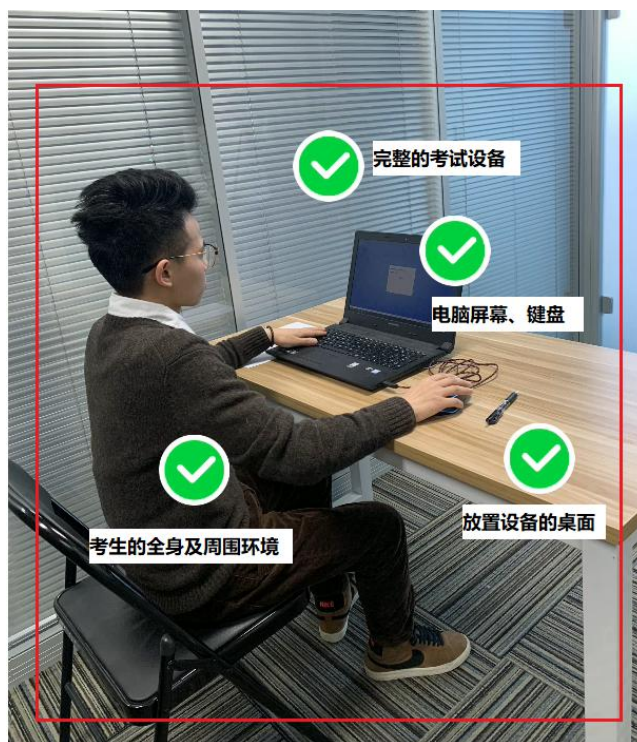 完整的考试设备
电脑屏幕、键盘
考生的全身及周围环境
放置设备的桌面